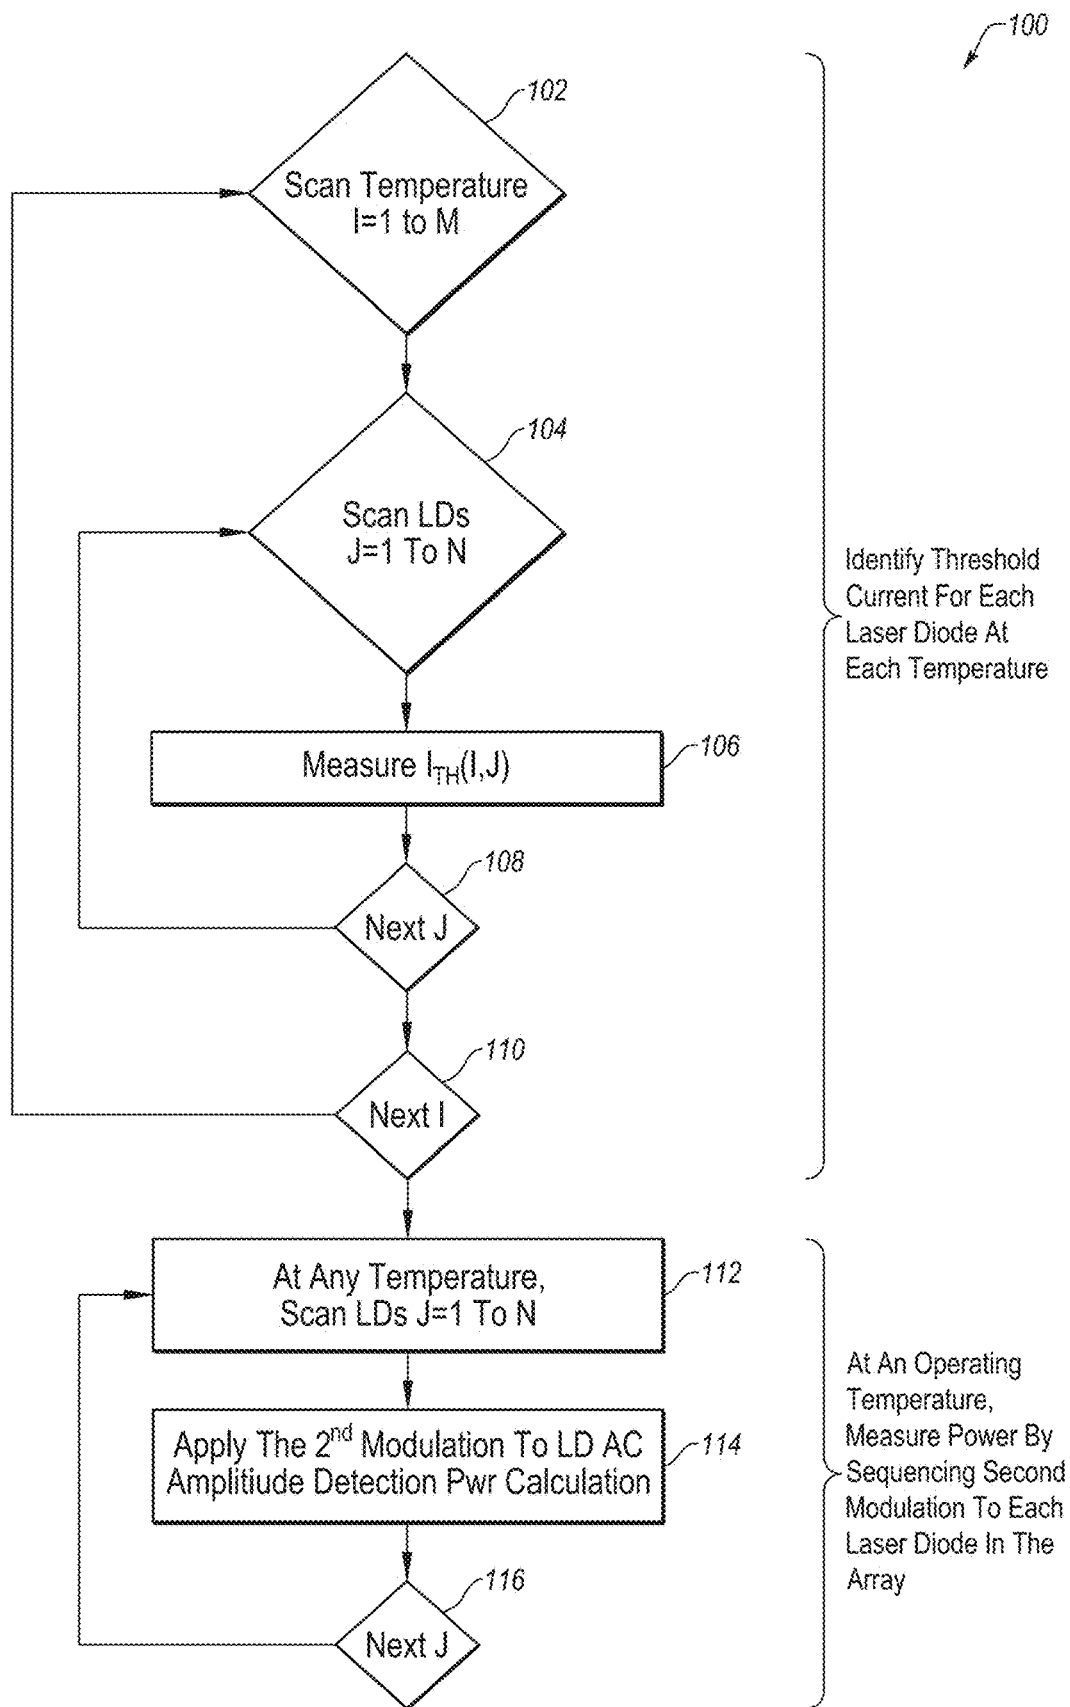 100
102
Scan Temperature
I=1 to M
104
Scan LDs
J=1 To N
Identify Threshold
Current For Each
Laser Diode At
Each Temperature
106
Measure I_TH(I,J)
108
Next J
110
Next I
At Any Temperature,
Scan LDs J=1 To N
112
At An Operating
Temperature,
Measure Power By
Sequencing Second
Modulation To Each
Laser Diode In The
Array
Apply The 2nd Modulation To LD AC
Amplitiude Detection Pwr Calculation
114
116
Next J